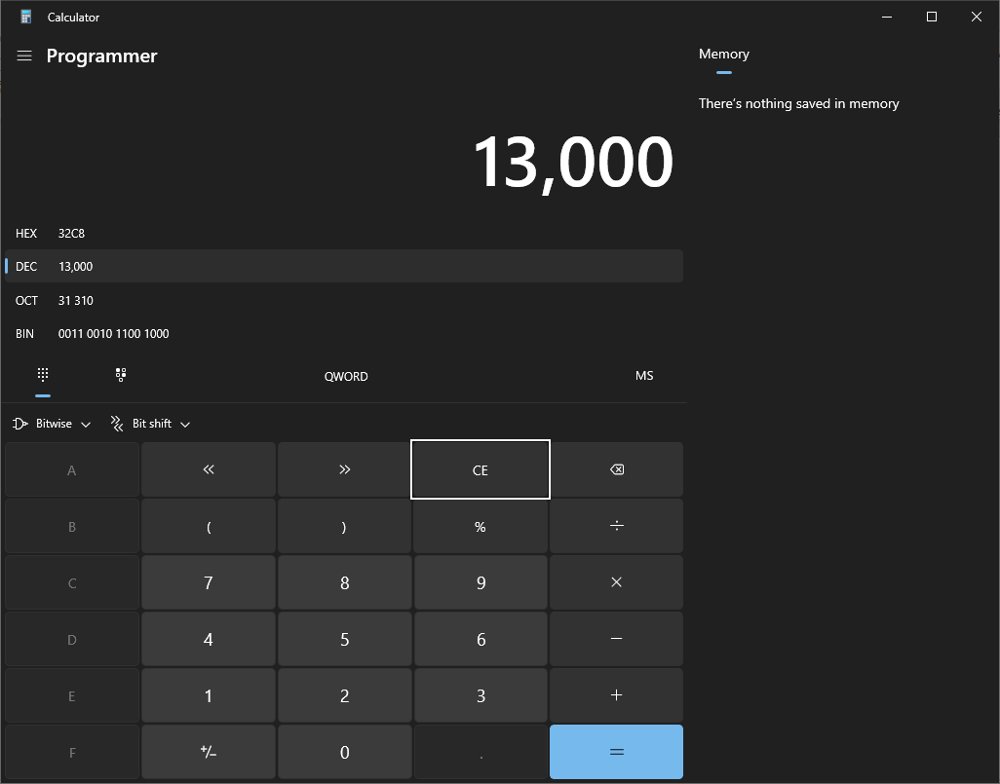 Calculator
Programmer
Memory
There's nothing saved in memory
13,000
HEX 32C8
DEC 13,000
OCT 31 310
BIN 0011 0010 1100 1000
QWORD MS
Bitwise Bit shift
A « » CE
B ( ) % ÷
C 7 8 9 ×
D 4 5 6 −
E 1 2 3 +
F +/− 0 . =